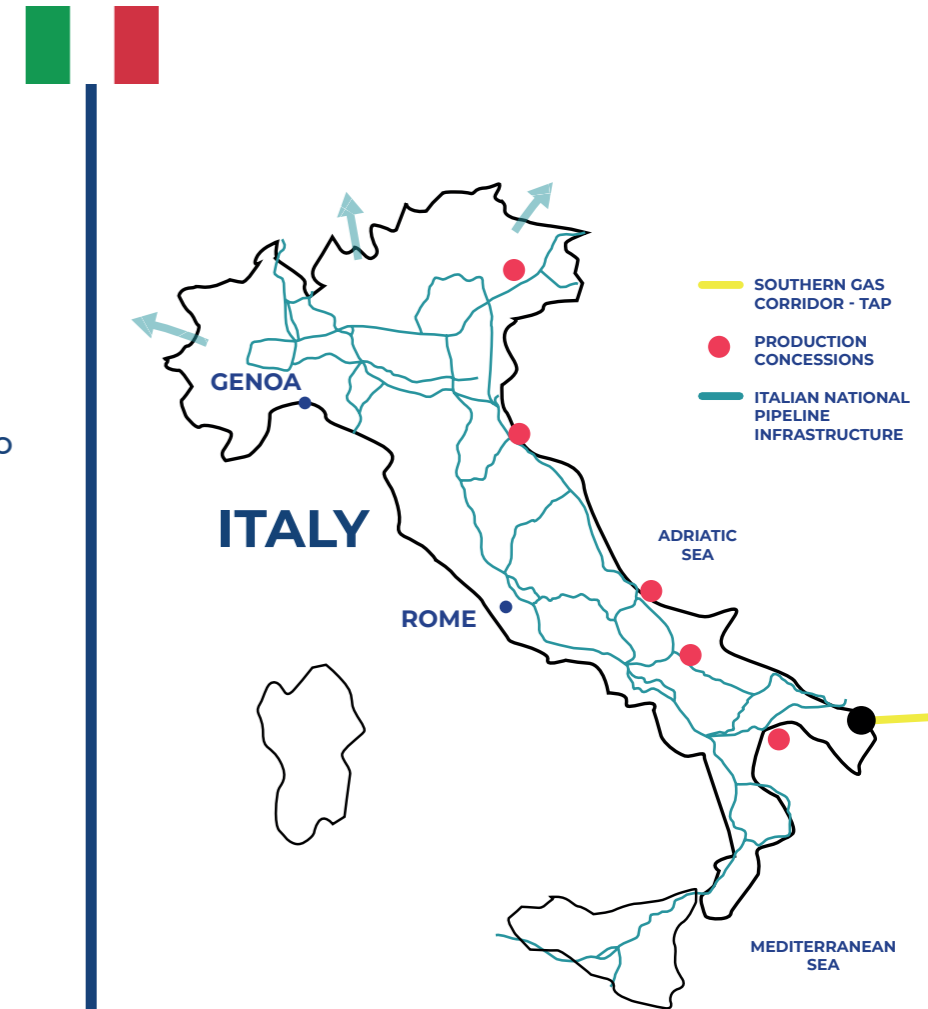 SOUTHERN GAS
CORRIDOR - TAP
PRODUCTION
CONCESSIONS
ITALIAN NATIONAL
PIPELINE
INFRASTRUCTURE
GENOA
O
ITALY
ADRIATIC
SEA
ROME
MEDITERRANEAN
SEA